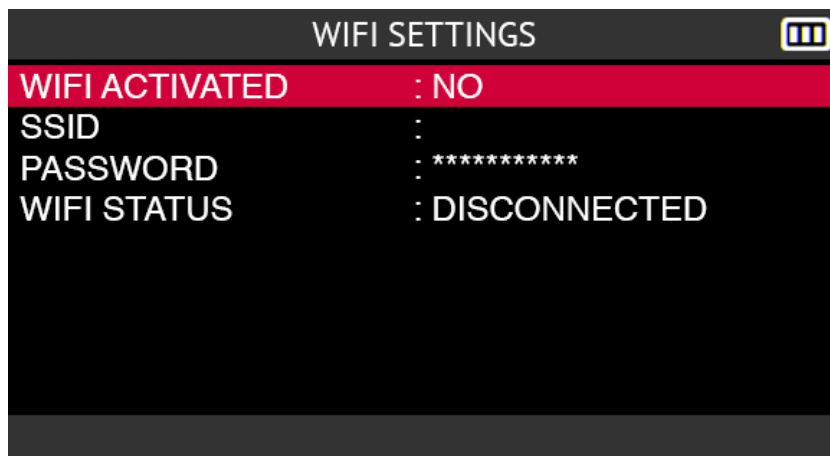 WIFI SETTINGS
WIFI ACTIVATED : NO
SSID :
PASSWORD : ***********
WIFI STATUS : DISCONNECTED